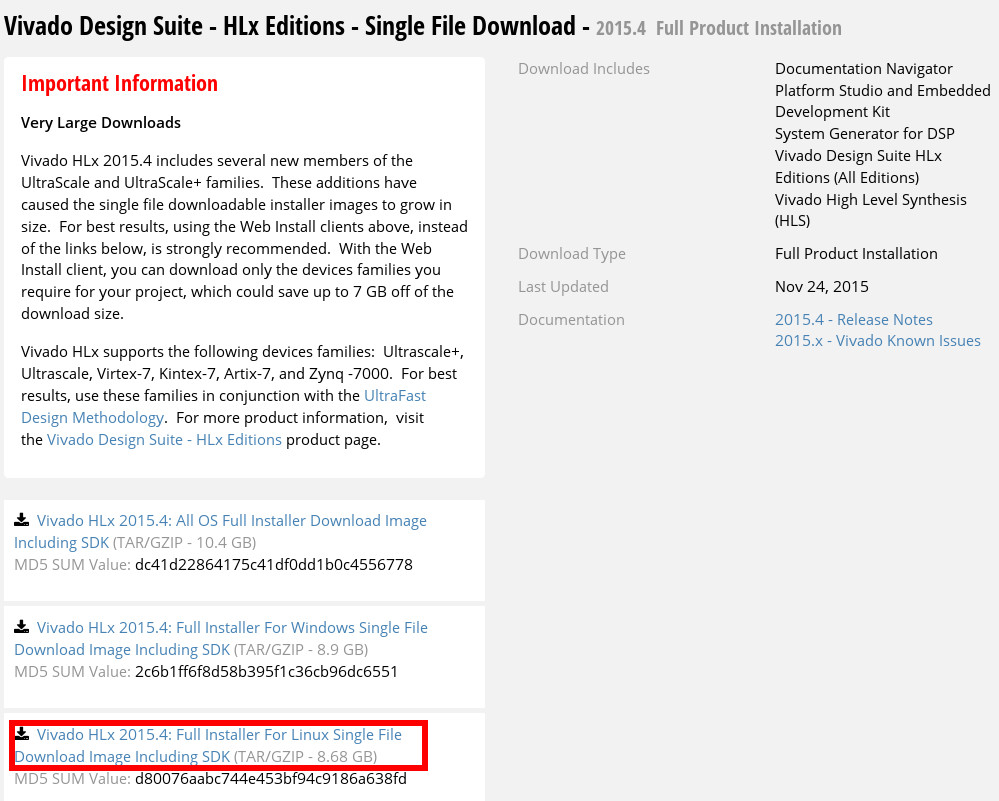 Vivado Design Suite - HLx Editions - Single File Download - 2015.4 Full Product Installation
Important Information
Very Large Downloads
Vivado HLx 2015.4 includes several new members of the
UltraScale and UltraScale+ families. These additions have
caused the single file downloadable installer images to grow in
size. For best results, using the Web Install clients above, instead
of the links below, is strongly recommended. With the Web
Install client, you can download only the devices families you
require for your project, which could save up to 7 GB off of the
download size.
Vivado HLx supports the following devices families: Ultrascale+,
Ultrascale, Virtex-7, Kintex-7, Artix-7, and Zynq -7000. For best
results, use these families in conjunction with the UltraFast
Design Methodology. For more product information, visit
the Vivado Design Suite - HLx Editions product page.
Vivado HLx 2015.4: All OS Full Installer Download Image
Including SDK (TAR/GZIP - 10.4 GB)
MD5 SUM Value: dc41d22864175c41df0dd1b0c4556778
Vivado HLx 2015.4: Full Installer For Windows Single File
Download Image Including SDK (TAR/GZIP - 8.9 GB)
MD5 SUM Value: 2c6b1ff6f8d58b395f1c36cb96dc6551
Vivado HLx 2015.4: Full Installer For Linux Single File
Download Image Including SDK (TAR/GZIP - 8.68 GB)
MD5 SUM Value: d80076aabc744e453bf94c9186a638fd
Download Includes
Documentation Navigator
Platform Studio and Embedded
Development Kit
System Generator for DSP
Vivado Design Suite HLx
Editions (All Editions)
Vivado High Level Synthesis
(HLS)
Download Type
Full Product Installation
Last Updated
Nov 24, 2015
Documentation
2015.4 - Release Notes
2015.x - Vivado Known Issues